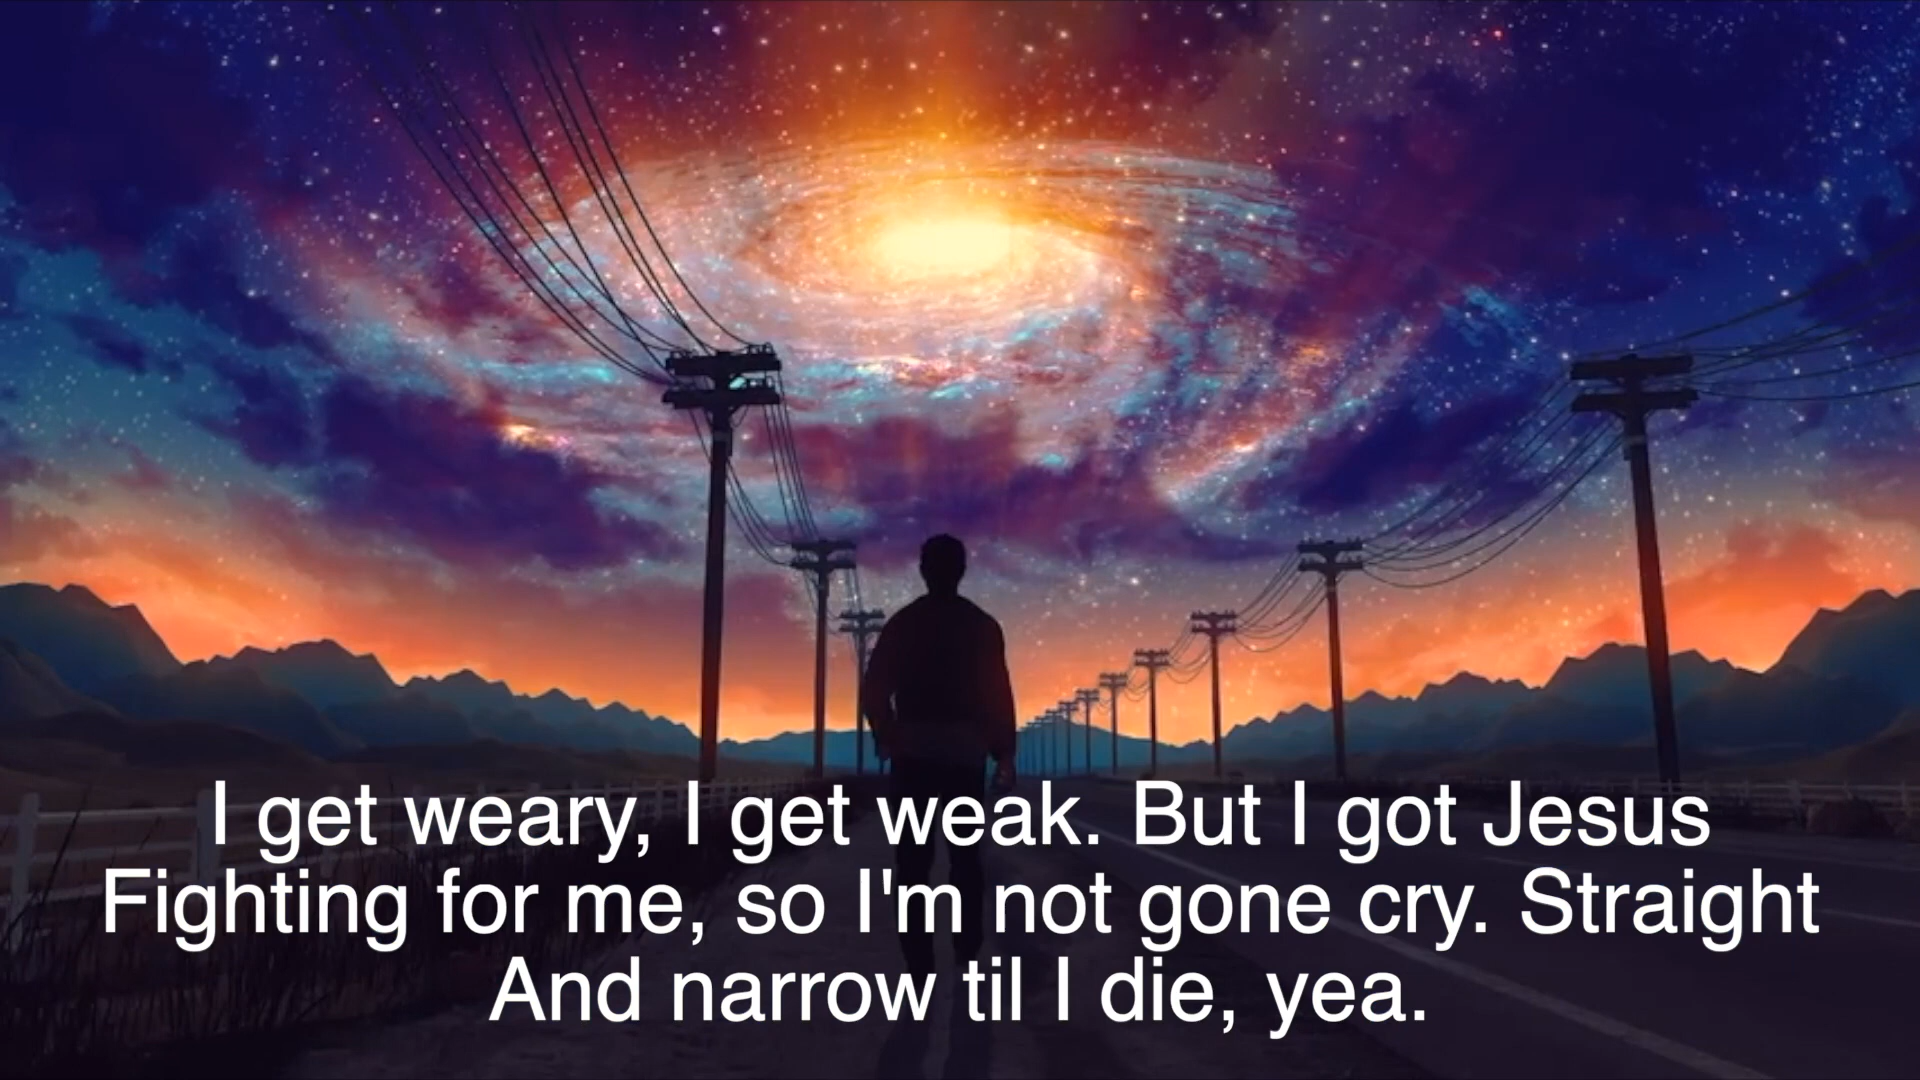 I get weary, I get weak. But I got Jesus
Fighting for me, so I'm not gone cry. Straight
And narrow til I die, yea.